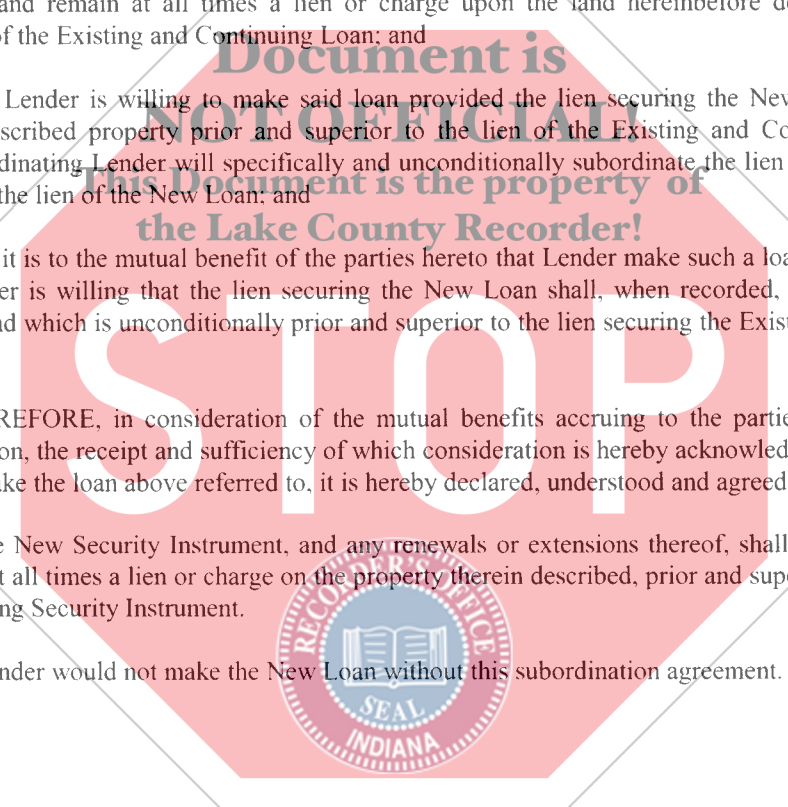 and remain at all times a lien or charge upon the land hereinbefore
of the Existing and Continuing Loan; and
Document is
Lender is willing to make said loan provided the lien securing the New
NOT OFFICIAL!
scribed property prior and superior to the lien of the Existing and Co
dinating Lender will specifically and unconditionally subordinate the lien
This Document is the property of
the lien of the New Loan; and
the Lake County Recorder!
it is to the mutual benefit of the parties hereto that Lender make such a loa
er is willing that the lien securing the New Loan shall, when recorded,
nd which is unconditionally prior and superior to the lien securing the Exist
STOP
REFORE, in consideration of the mutual benefits accruing to the partie
on, the receipt and sufficiency of which consideration is hereby acknowled
ke the loan above referred to, it is hereby declared, understood and agreed
e New Security Instrument, and any renewals or extensions thereof, shall
t all times a lien or charge on the property therein described, prior and sup
ng Security Instrument.
RECORDER'S OFFICE
nder would not make the New Loan without this subordination agreement.
SEAL
INDIANA